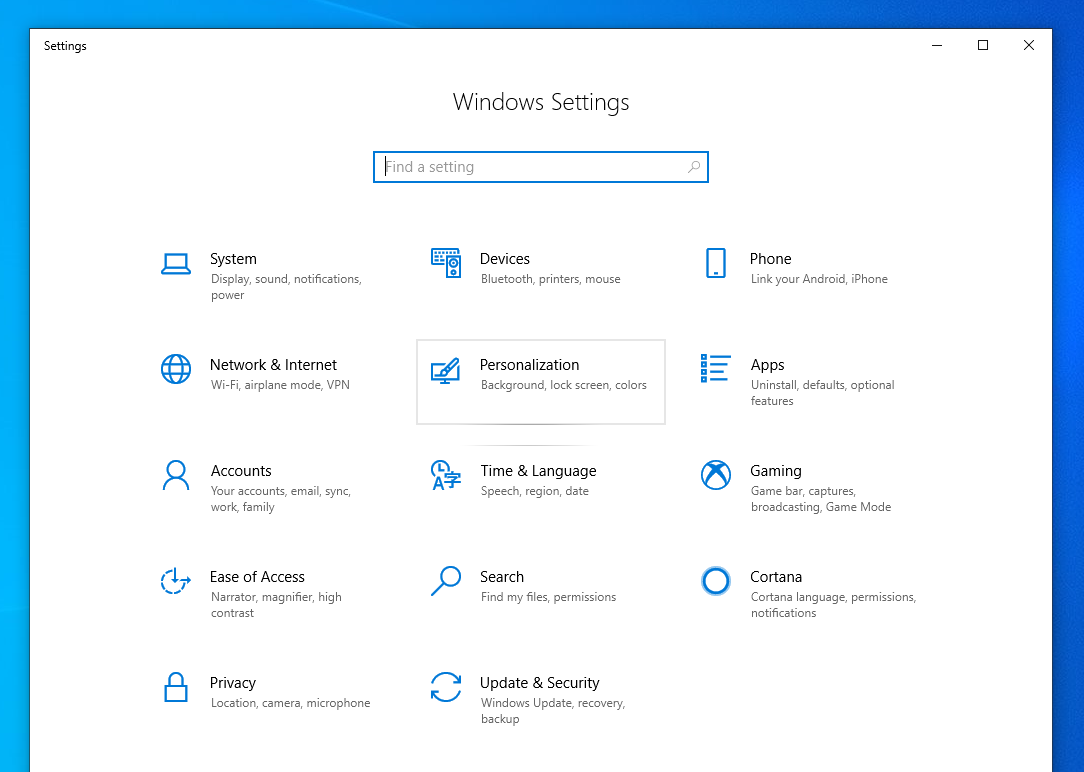 Settings
Windows Settings
Find a setting
System
Display, sound, notifications,
power
Devices
Bluetooth, printers, mouse
Phone
Link your Android, iPhone
Network & Internet
Wi-Fi, airplane mode, VPN
Personalization
Background, lock screen, colors
Apps
Uninstall, defaults, optional
features
Accounts
Your accounts, email, sync,
work, family
Time & Language
Speech, region, date
Gaming
Game bar, captures,
broadcasting, Game Mode
Ease of Access
Narrator, magnifier, high
contrast
Search
Find my files, permissions
Cortana
Cortana language, permissions,
notifications
Privacy
Location, camera, microphone
Update & Security
Windows Update, recovery,
backup